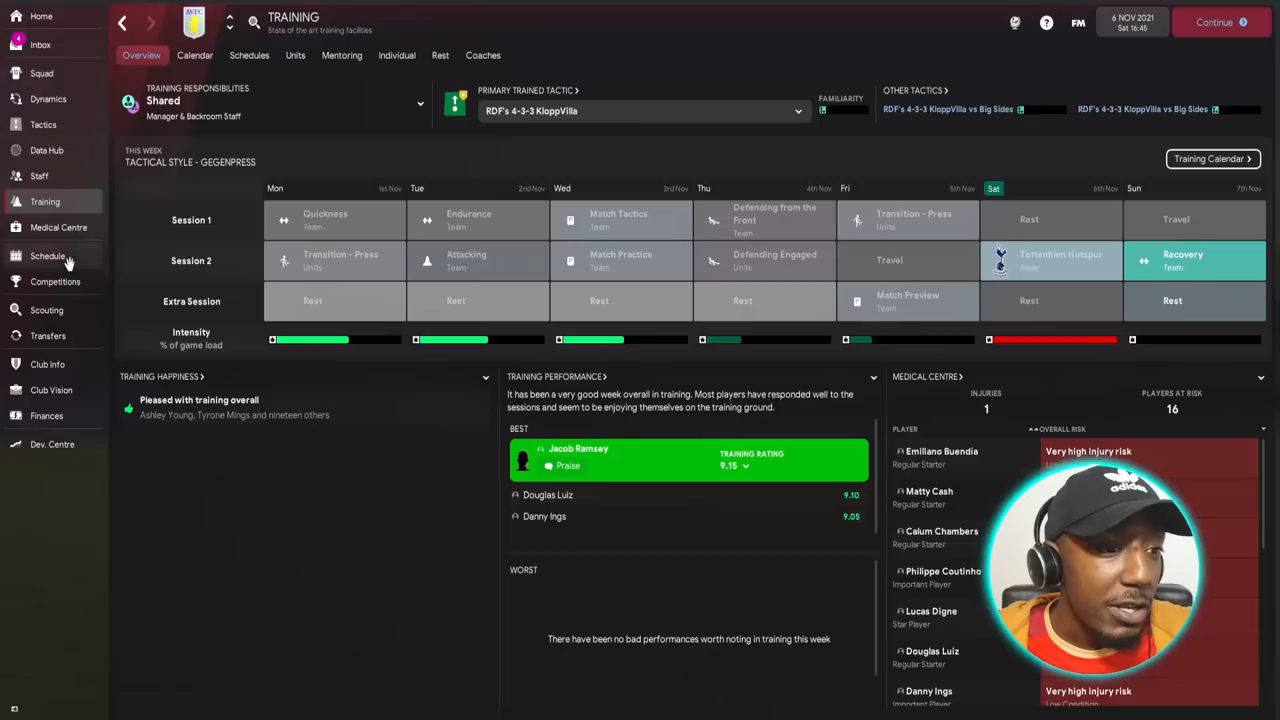 Home
4
Inbox
Squad
Dynamics
Tactics
Data Hub
Staff
Training
Medical Centre
Schedule
Competitions
Scouting
Transfers
Club Info
Club Vision
Finances
Dev. Centre
AVFC
TRAINING
State of the art training facilities
?
FM
6 NOV 2021
Sat 16:45
Continue
Overview
Calendar
Schedules
Units
Mentoring
Individual
Rest
Coaches
TRAINING RESPONSIBILITIES
Shared
Manager & Backroom Staff
PRIMARY TRAINED TACTIC
RDF's 4-3-3 KloppVilla
FAMILIARITY
OTHER TACTICS
RDF's 4-3-3 KloppVilla vs Big Sides
RDF's 4-3-3 KloppVilla vs Big Sides
THIS WEEK
TACTICAL STYLE - GEGENPRESS
Training Calendar
Mon 1st Nov
Tue 2nd Nov
Wed 3rd Nov
Thu 4th Nov
Fri 5th Nov
Sat 6th Nov
Sun 7th Nov
Session 1
Quickness
Team
Endurance
Team
Match Tactics
Team
Defending from the
Front
Team
Transition - Press
Units
Rest
Travel
Session 2
Transition - Press
Units
Attacking
Team
Match Practice
Team
Defending Engaged
Units
Travel
Tottenham Hotspur
Away
Recovery
Team
Extra Session
Rest
Rest
Rest
Rest
Match Preview
Team
Rest
Rest
Intensity
% of game load
TRAINING HAPPINESS
Pleased with training overall
Ashley Young, Tyrone Mings and nineteen others
TRAINING PERFORMANCE
It has been a very good week overall in training. Most players have responded well to the
sessions and seem to be enjoying themselves on the training ground.
BEST
Jacob Ramsey
Praise
TRAINING RATING
9.15
Douglas Luiz 9.10
Danny Ings 9.05
WORST
There have been no bad performances worth noting in training this week
MEDICAL CENTRE
INJURIES
1
PLAYERS AT RISK
16
PLAYER
OVERALL RISK
Emiliano Buendia
Regular Starter
Very high injury risk
Matty Cash
Regular Starter
Calum Chambers
Regular Starter
Philippe Coutinho
Important Player
Lucas Digne
Star Player
Douglas Luiz
Regular Starter
Danny Ings
Important Player
Very high injury risk
Low Condition
adidas